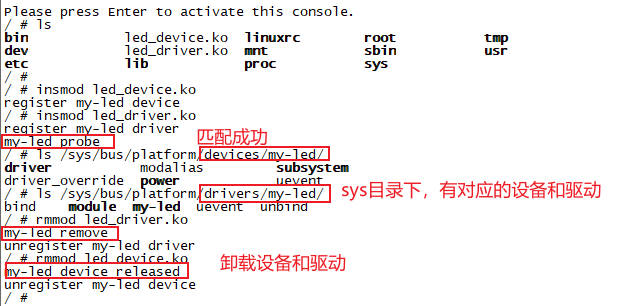 Please press Enter to activate this console.
/ # ls
bin led_device.ko linuxrc root tmp
dev led_driver.ko mnt sbin usr
etc lib proc sys
/ #
/ # insmod led_device.ko
register my-led device
/ # insmod led_driver.ko
register my-led driver
my-led probe 匹配成功
/ # ls /sys/bus/platform/devices/my-led/
driver modalias subsystem
driver_override power uevent
/ # ls /sys/bus/platform/drivers/my-led/ sys目录下，有对应的设备和驱动
bind module my-led uevent unbind
/ # rmmod led_driver.ko
my-led remove
unregister my-led driver
/ # rmmod led_device.ko 卸载设备和驱动
my-led device released
unregister my-led device
/ #